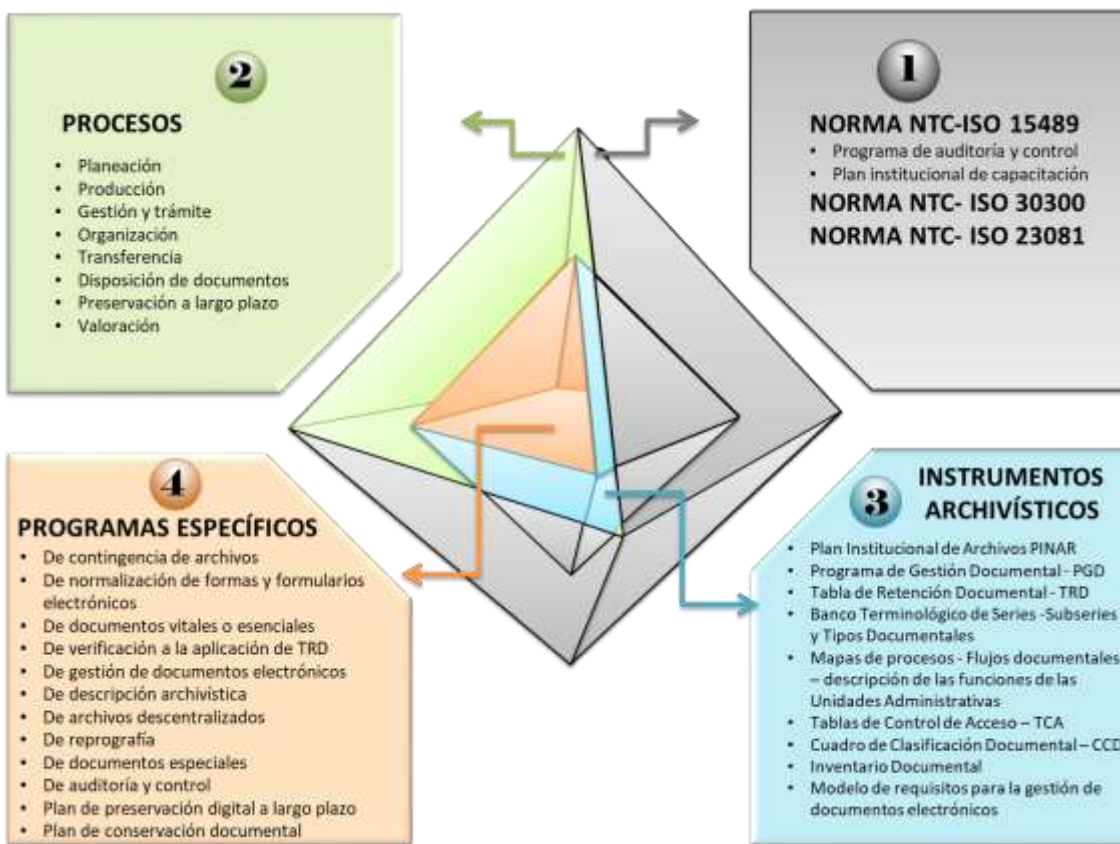 2
PROCESOS
• Planeación
• Producción
• Gestión y trámite
• Organización
• Transferencia
• Disposición de documentos
• Preservación a largo plazo
• Valoración
1
NORMA NTC-ISO 15489
• Programa de auditoría y control
• Plan institucional de capacitación
NORMA NTC- ISO 30300
NORMA NTC- ISO 23081
4
PROGRAMAS ESPECÍFICOS
• De contingencia de archivos
• De normalización de formas y formularios
electrónicos
• De documentos vitales o esenciales
• De verificación a la aplicación de TRD
• De gestión de documentos electrónicos
• De descripción archivística
• De archivos descentralizados
• De reprografía
• De documentos especiales
• De auditoría y control
• Plan de preservación digital a largo plazo
• Plan de conservación documental
3
INSTRUMENTOS
ARCHIVÍSTICOS
• Plan Institucional de Archivos PINAR
• Programa de Gestión Documental - PGD
• Tabla de Retención Documental - TRD
• Banco Terminológico de Series -Subseries
y Tipos Documentales
• Mapas de procesos - Flujos documentales
– descripción de las funciones de las
Unidades Administrativas
• Tablas de Control de Acceso – TCA
• Cuadro de Clasificación Documental – CCD
• Inventario Documental
• Modelo de requisitos para la gestión de
documentos electrónicos